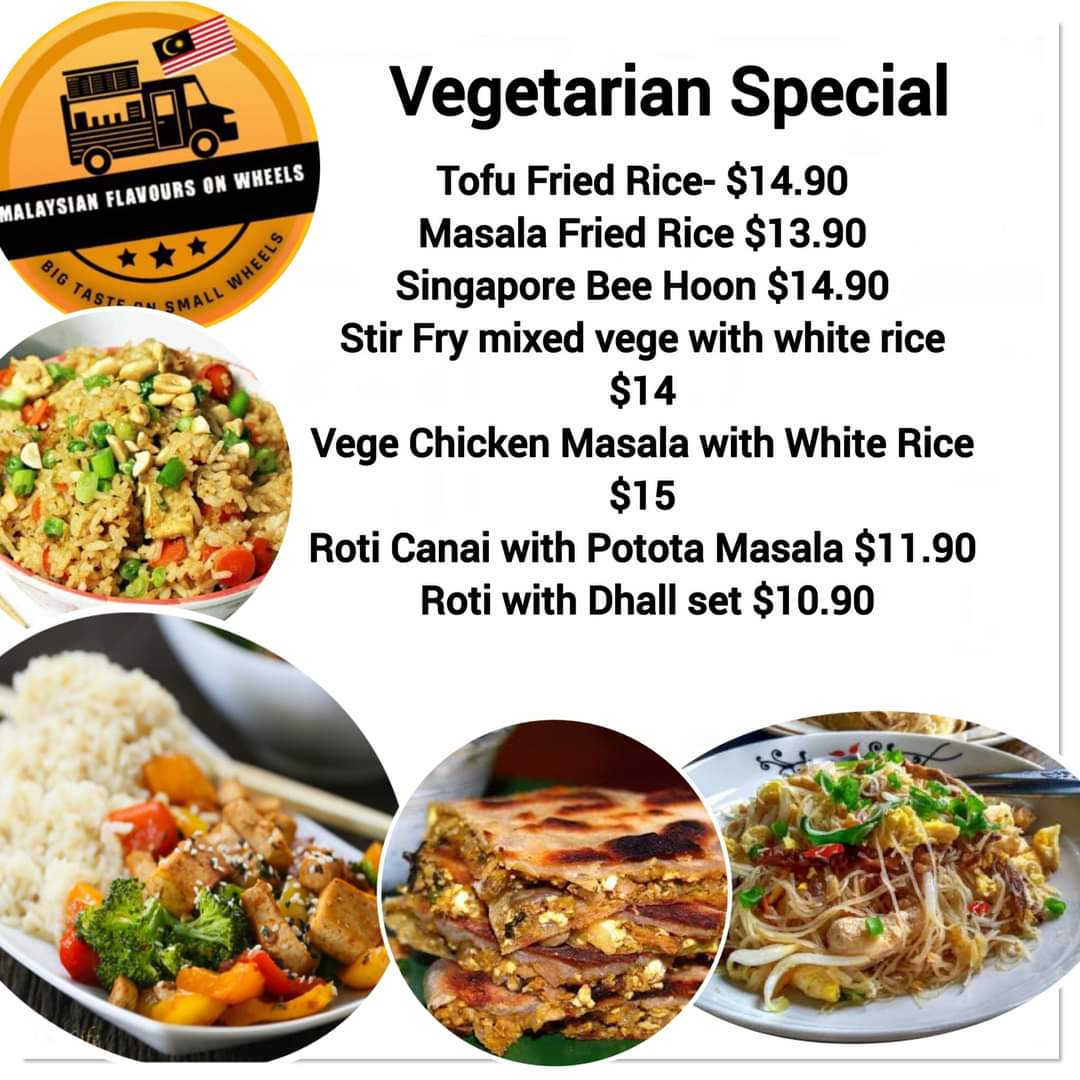 MALAYSIAN FLAVOURS ON WHEELS
BIG TASTE ON SMALL WHEELS
Vegetarian Special
Tofu Fried Rice- $14.90
Masala Fried Rice $13.90
Singapore Bee Hoon $14.90
Stir Fry mixed vege with white rice
$14
Vege Chicken Masala with White Rice
$15
Roti Canai with Potota Masala $11.90
Roti with Dhall set $10.90